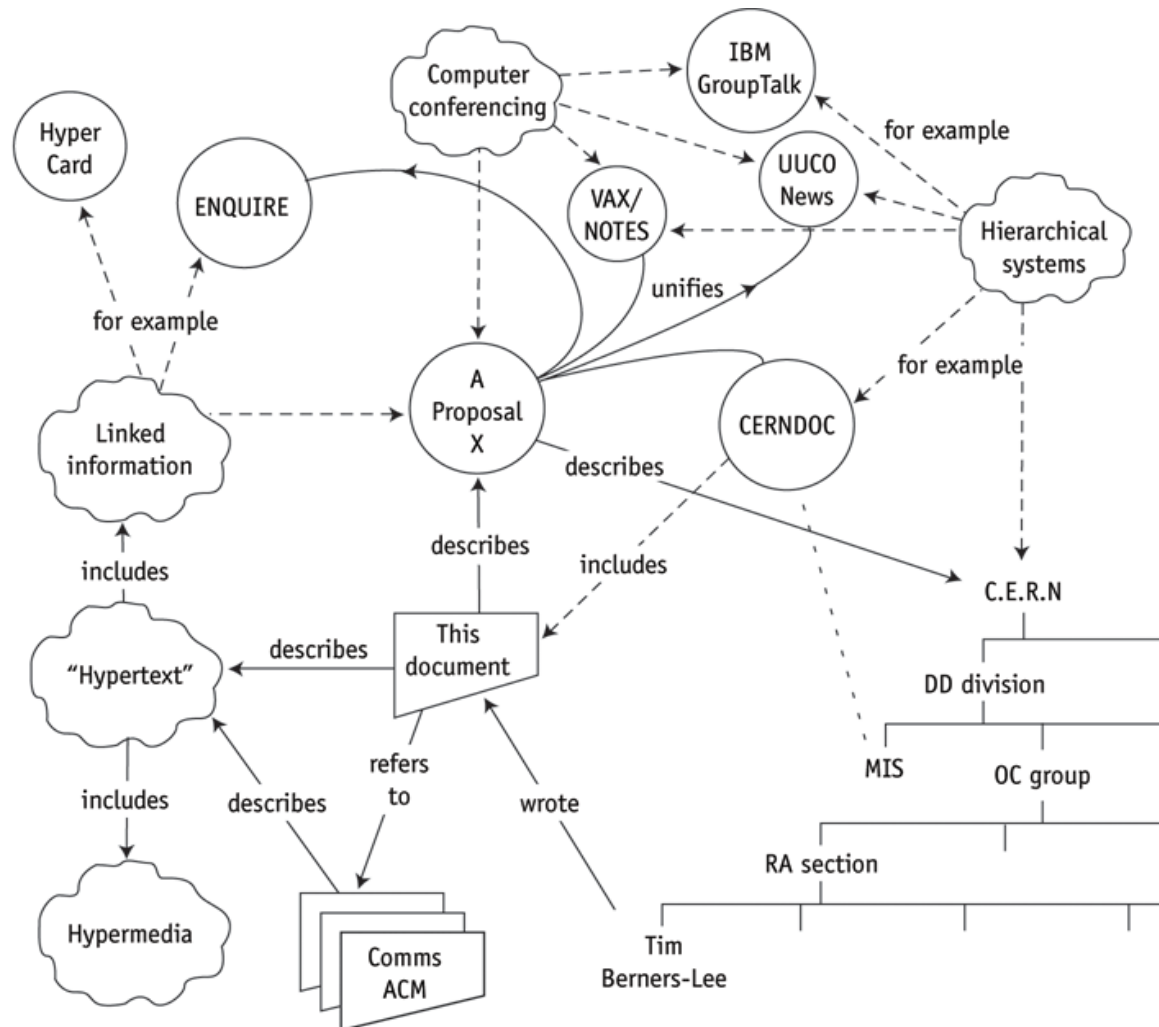 IBM
GroupTalk
Computer
conferencing
Hyper
Card
for example
UUCO
News
ENQUIRE
VAX/
NOTES
Hierarchical
systems
unifies
for example
for example
A
Proposal
X
CERNDOC
Linked
information
describes
describes
includes
includes
C.E.R.N
This
document
describes
“Hypertext”
DD division
refers
to
MIS
OC group
includes
describes
wrote
RA section
Hypermedia
Comms
ACM
Tim
Berners-Lee